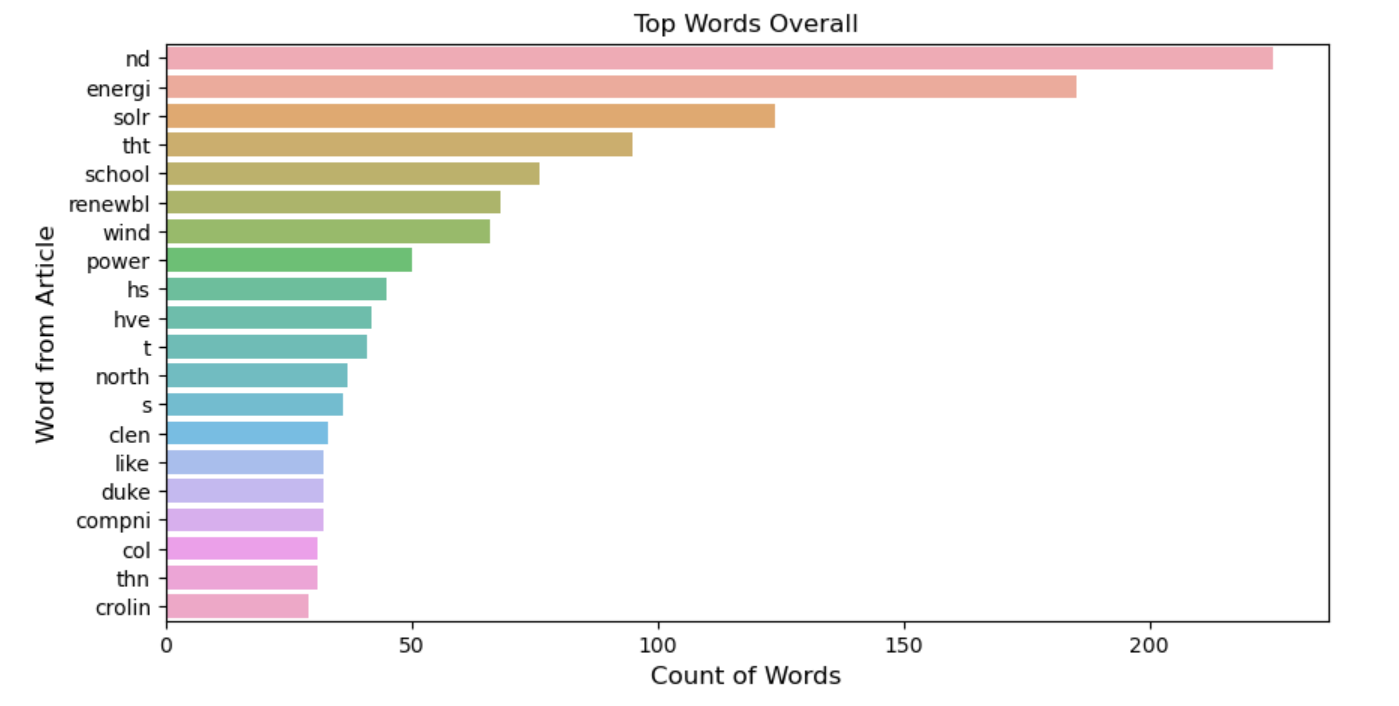 Top Words Overall
nd
energi
solr
tht
school
renewbl
wind
power
hs
hve
t
north
s
clen
like
duke
compni
col
thn
crolin
Word from Article
0 50 100 150 200
Count of Words